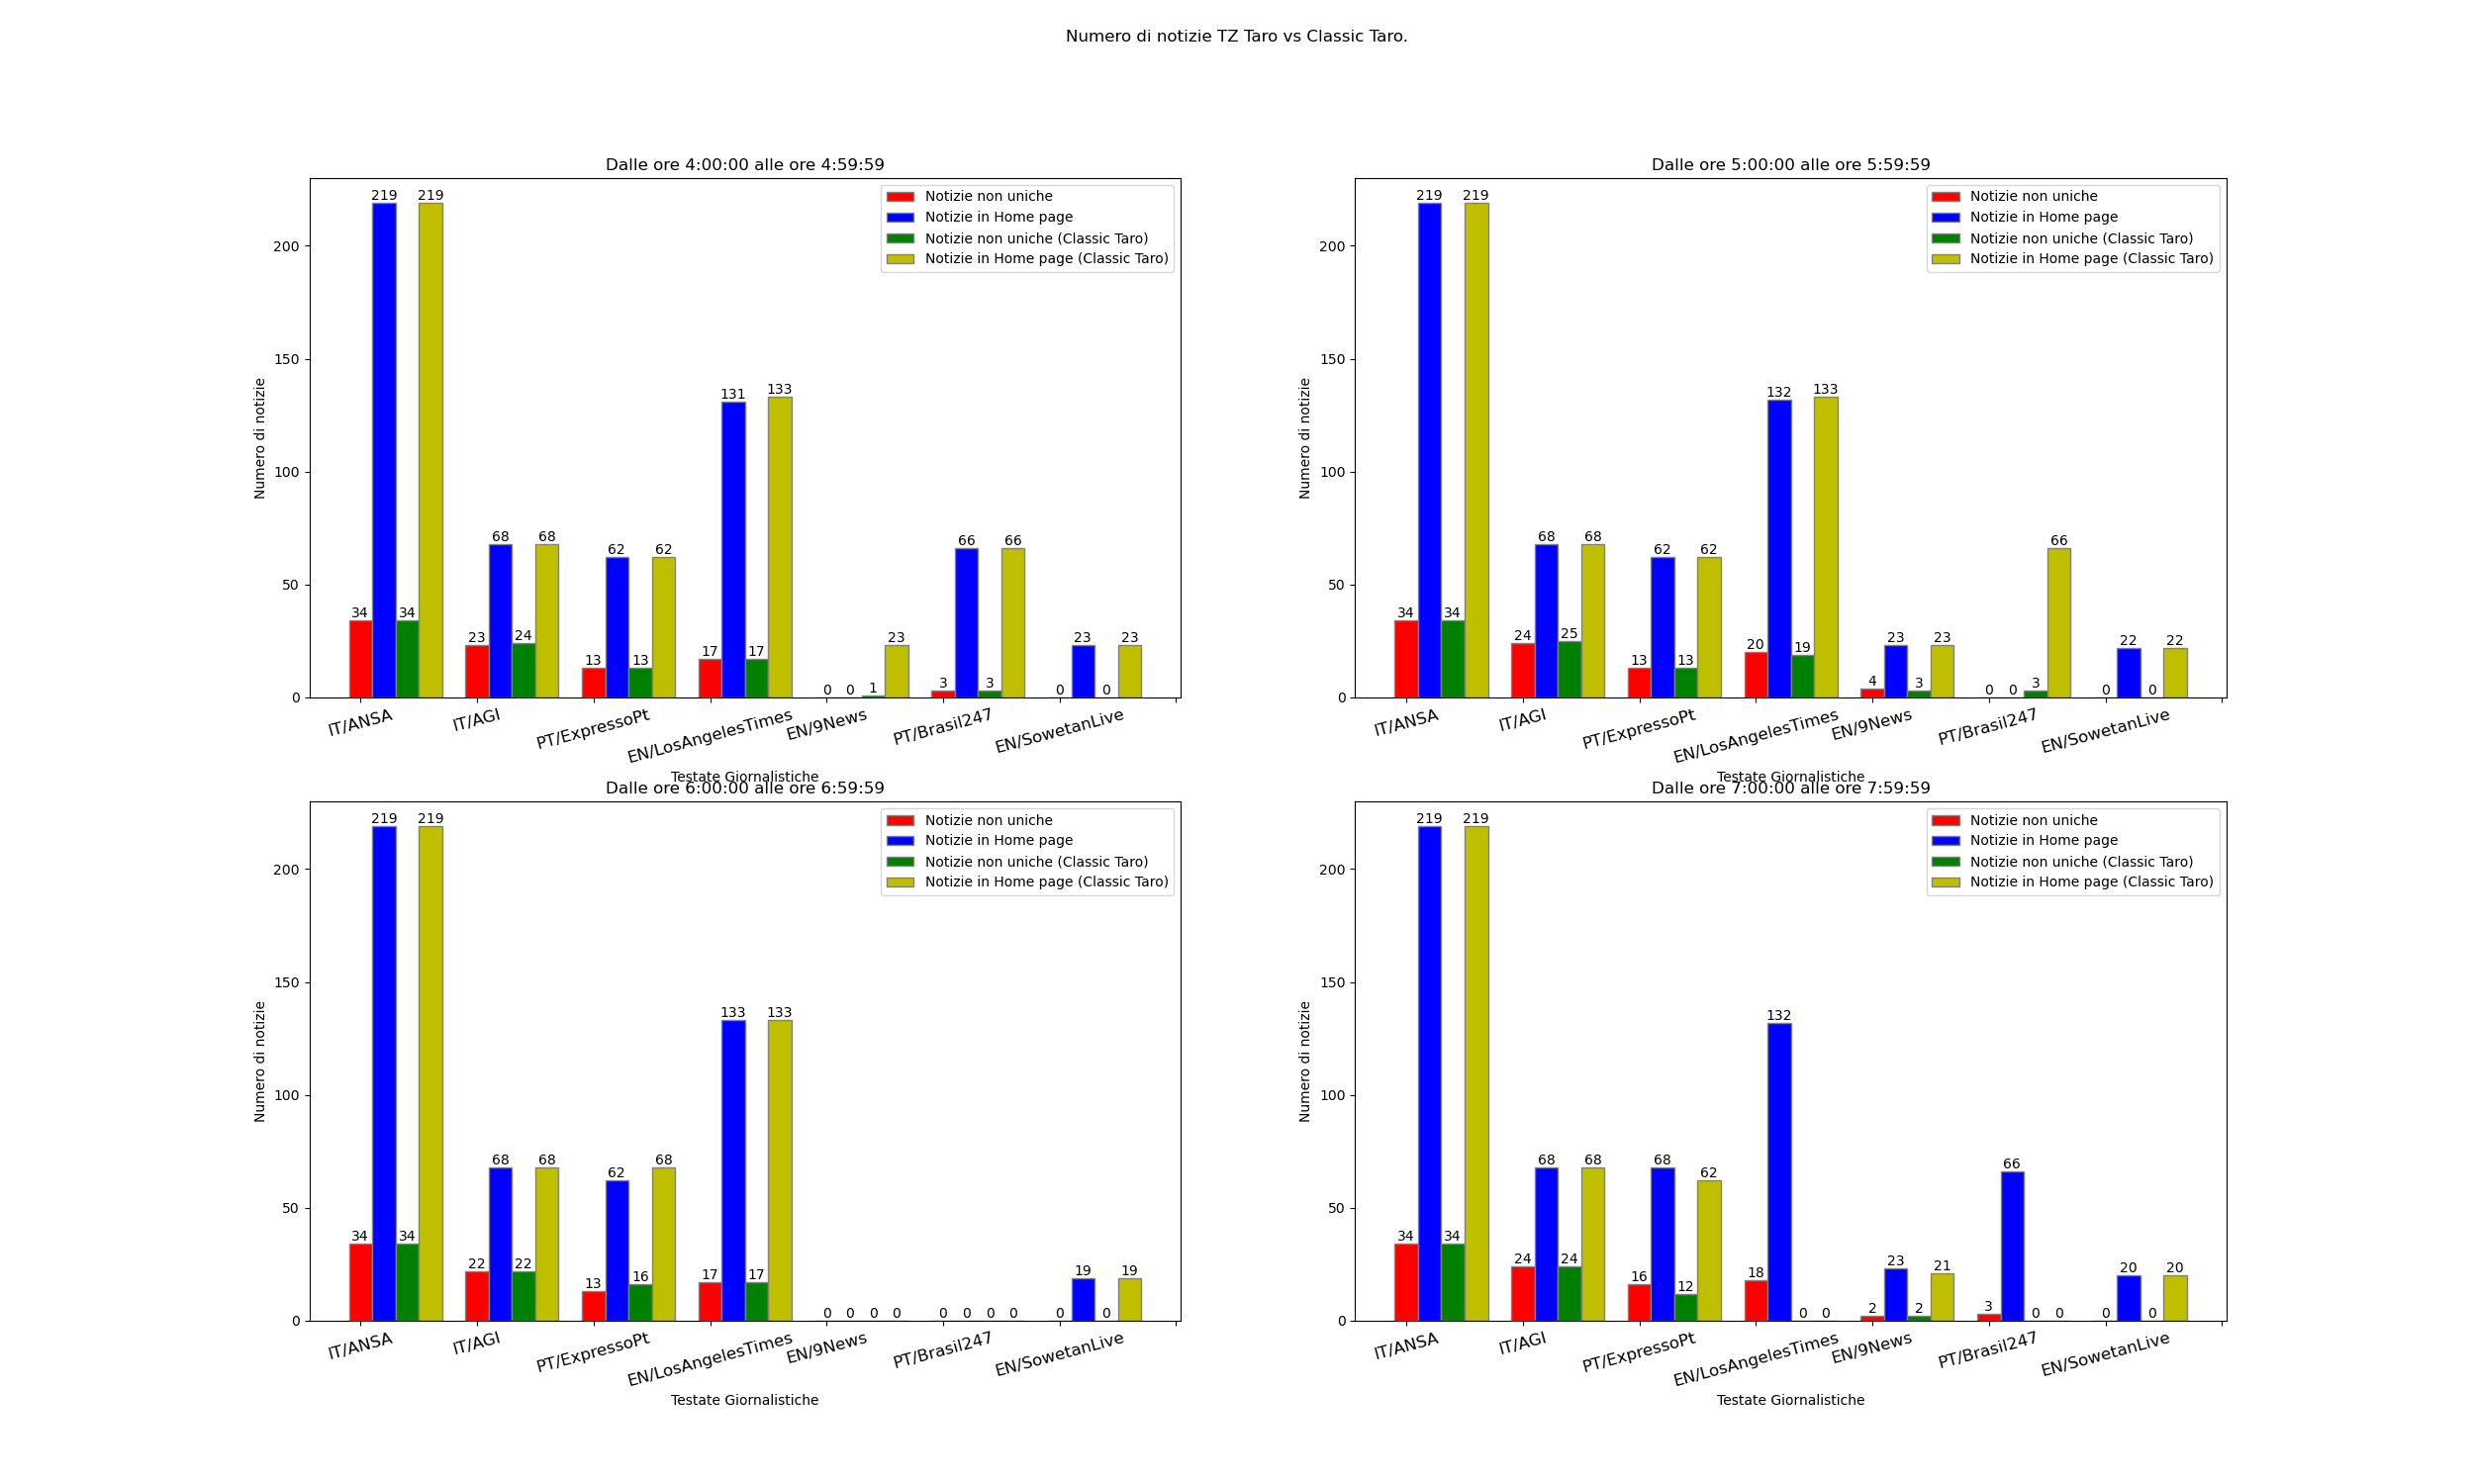 Numero di notizie TZ Taro vs Classic Taro.
Dalle ore 4:00:00 alle ore 4:59:59
Notizie non uniche
Notizie in Home page
Notizie non uniche (Classic Taro)
Notizie in Home page (Classic Taro)
Numero di notizie
200
150
100
50
0
34 219 34 219
23 68 24 68
13 62 13 62
17 131 17 133
0 0 1 23
3 66 3 66
0 23 0 23
IT/ANSA
IT/AGI
PT/ExpressoPt
EN/LosAngelesTimes
EN/9News
PT/Brasil247
EN/SowetanLive
Testate Giornalistiche
Dalle ore 5:00:00 alle ore 5:59:59
Notizie non uniche
Notizie in Home page
Notizie non uniche (Classic Taro)
Notizie in Home page (Classic Taro)
Numero di notizie
200
150
100
50
0
34 219 34 219
24 68 25 68
13 62 13 62
20 132 19 133
4 23 3 23
0 0 3 66
0 22 0 22
IT/ANSA
IT/AGI
PT/ExpressoPt
EN/LosAngelesTimes
EN/9News
PT/Brasil247
EN/SowetanLive
Testate Giornalistiche
Dalle ore 6:00:00 alle ore 6:59:59
Notizie non uniche
Notizie in Home page
Notizie non uniche (Classic Taro)
Notizie in Home page (Classic Taro)
Numero di notizie
200
150
100
50
0
34 219 34 219
22 68 22 68
13 62 16 68
17 133 17 133
0 0 0 0
0 0 0 0
0 19 0 19
IT/ANSA
IT/AGI
PT/ExpressoPt
EN/LosAngelesTimes
EN/9News
PT/Brasil247
EN/SowetanLive
Testate Giornalistiche
Dalle ore 7:00:00 alle ore 7:59:59
Notizie non uniche
Notizie in Home page
Notizie non uniche (Classic Taro)
Notizie in Home page (Classic Taro)
Numero di notizie
200
150
100
50
0
34 219 34 219
24 68 24 68
16 68 12 62
18 132 0 0
2 23 2 21
3 66 0 0
0 20 0 20
IT/ANSA
IT/AGI
PT/ExpressoPt
EN/LosAngelesTimes
EN/9News
PT/Brasil247
EN/SowetanLive
Testate Giornalistiche